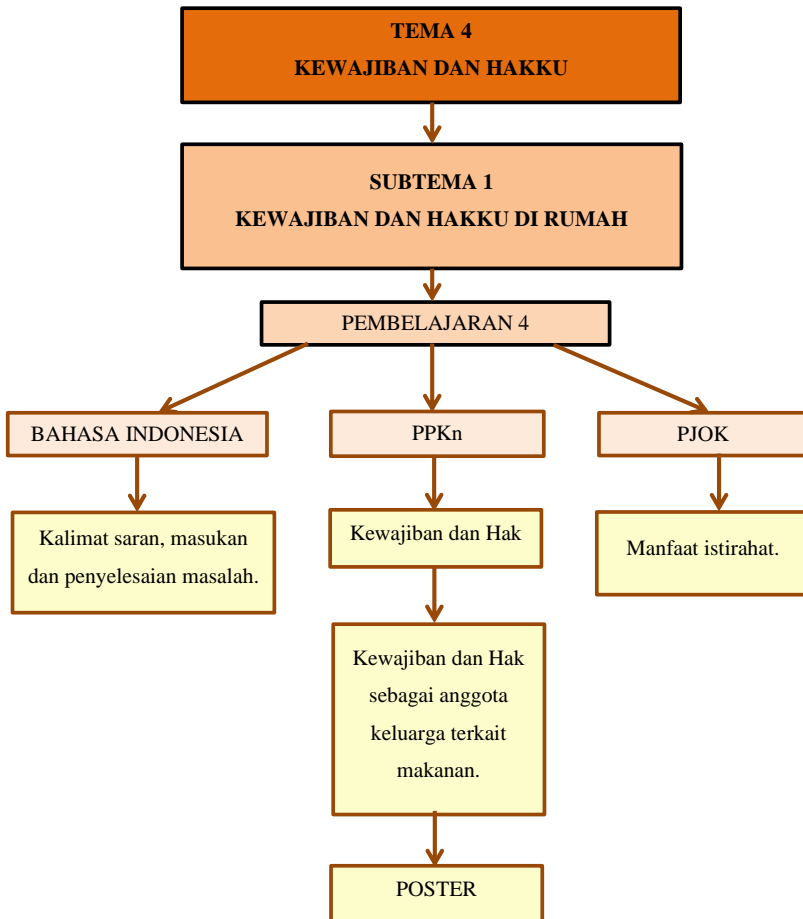 TEMA 4
KEWAJIBAN DAN HAKKU
SUBTEMA 1
KEWAJIBAN DAN HAKKU DI RUMAH
PEMBELAJARAN 4
BAHASA INDONESIA
PPKn
PJOK
Kalimat saran, masukan
dan penyelesaian masalah.
Kewajiban dan Hak
Manfaat istirahat.
Kewajiban dan Hak
sebagai anggota
keluarga terkait
makanan.
POSTER